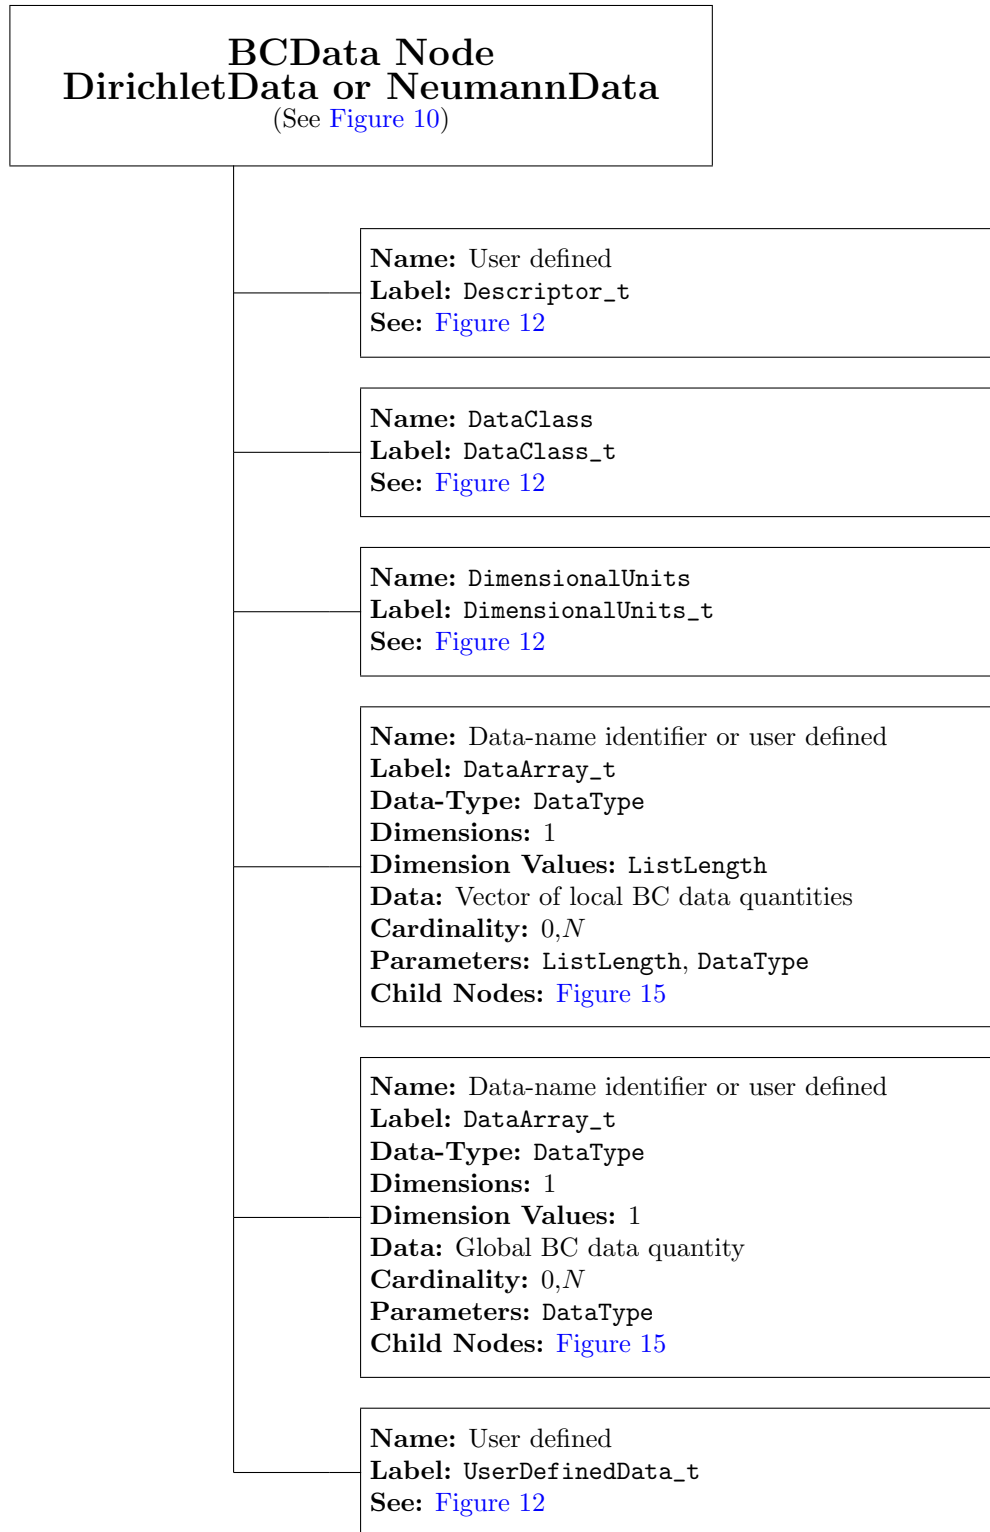 BCData Node
DirichletData or NeumannData
(See Figure 10)
Name: User defined
Label: Descriptor_t
See: Figure 12
Name: DataClass
Label: DataClass_t
See: Figure 12
Name: DimensionalUnits
Label: DimensionalUnits_t
See: Figure 12
Name: Data-name identifier or user defined
Label: DataArray_t
Data-Type: DataType
Dimensions: 1
Dimension Values: ListLength
Data: Vector of local BC data quantities
Cardinality: 0,N
Parameters: ListLength, DataType
Child Nodes: Figure 15
Name: Data-name identifier or user defined
Label: DataArray_t
Data-Type: DataType
Dimensions: 1
Dimension Values: 1
Data: Global BC data quantity
Cardinality: 0,N
Parameters: DataType
Child Nodes: Figure 15
Name: User defined
Label: UserDefinedData_t
See: Figure 12